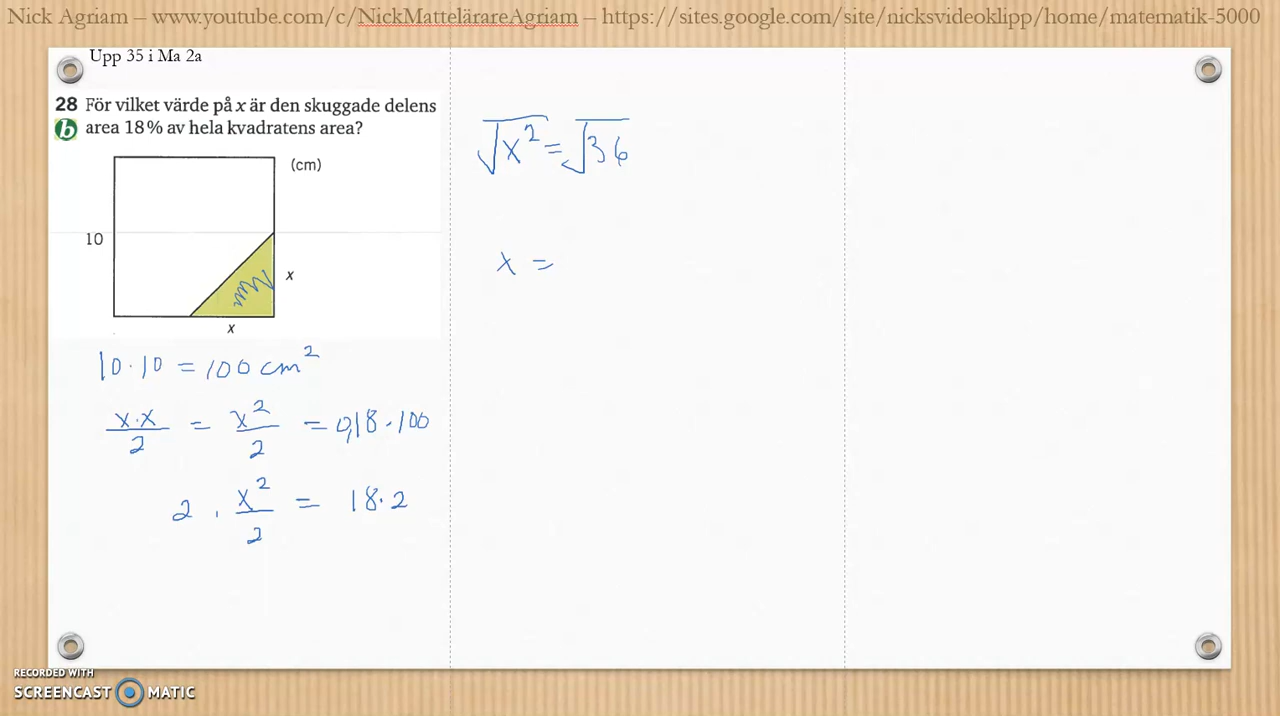 Nick Agriam – www.youtube.com/c/NickMattelärareAgriam – https://sites.google.com/site/nicksvideoklipp/home/matematik-5000
Upp 35 i Ma 2a
28 För vilket värde på x är den skuggade delens
b area 18% av hela kvadratens area?
(cm)
10
x
x
10·10 = 100 cm²
x·x/2 = x²/2 = 0,18·100
2 · x²/2 = 18·2
√x² = √36
x =
RECORDED WITH
SCREENCAST MATIC